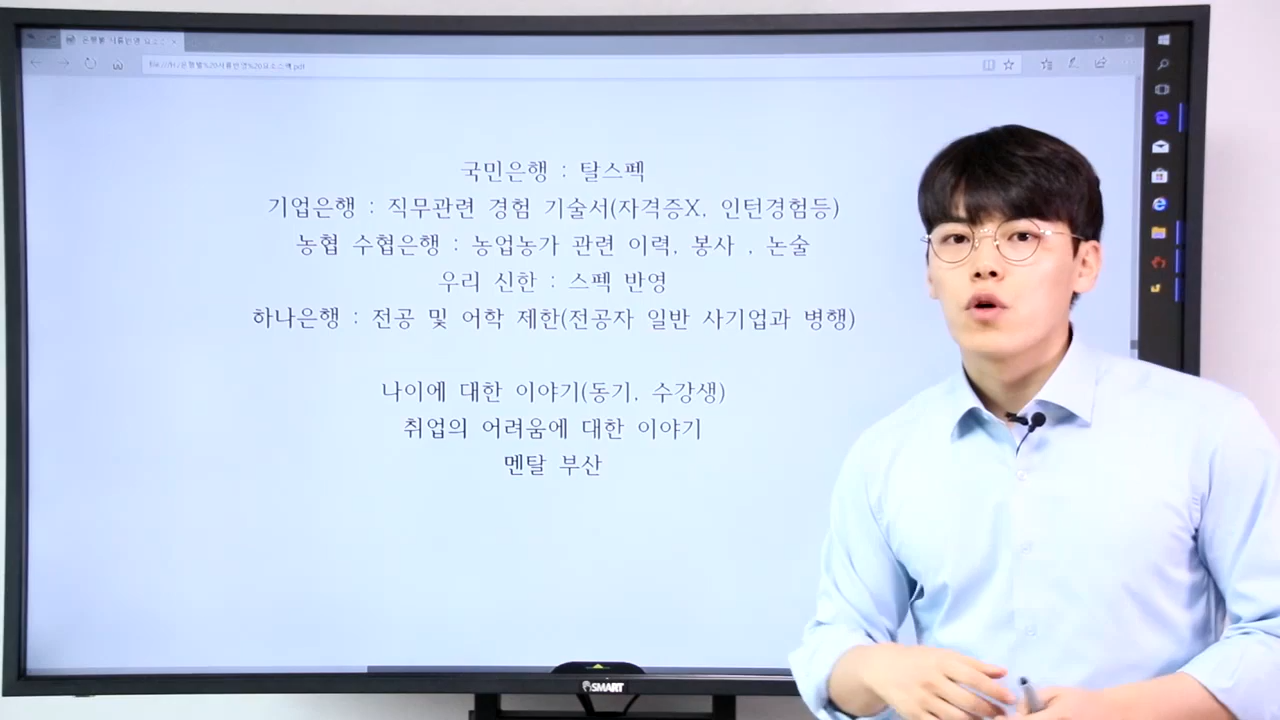 국민은행 : 탈스펙
기업은행 : 직무관련 경험 기술서(자격증X, 인턴경험등)
농협 수협은행 : 농업농가 관련 이력, 봉사 , 논술
우리 신한 : 스펙 반영
하나은행 : 전공 및 어학 제한(전공자 일반 사기업과 병행)
나이에 대한 이야기(동기, 수강생)
취업의 어려움에 대한 이야기
멘탈 부산
SMART